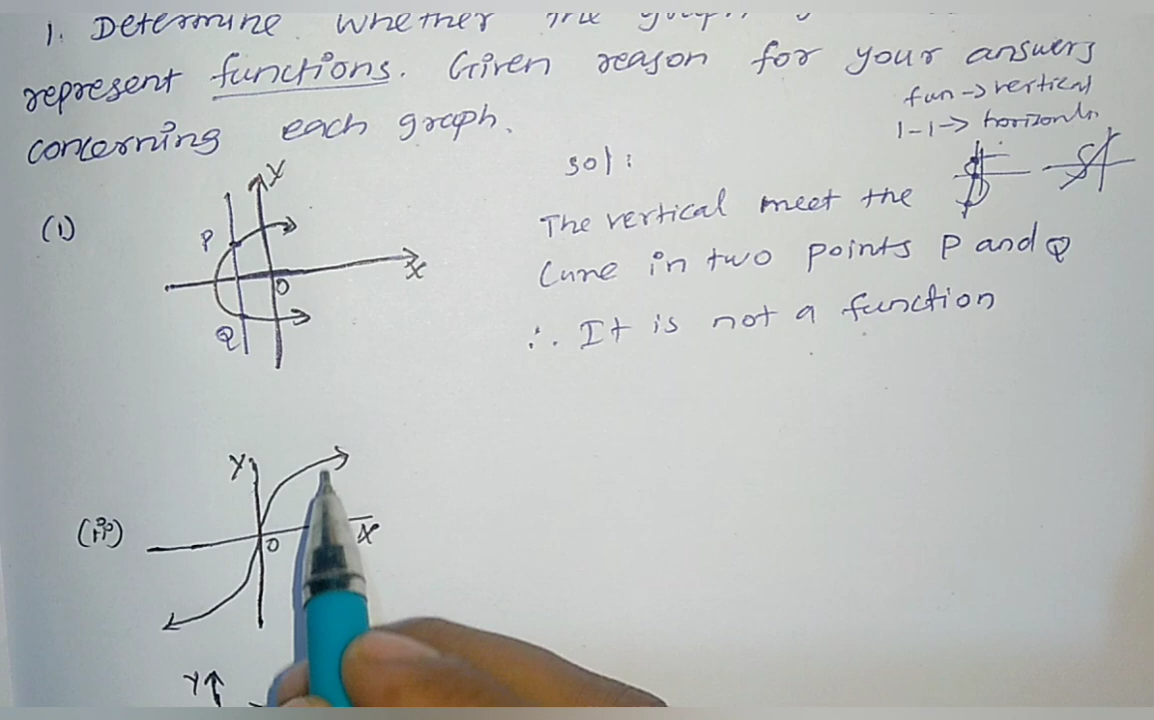 1. Determine whether the
represent functions. Given reason for your answers
concerning each graph.
fun -> vertical
1-1 ->
(i)
Y
P
O
X
Q
Sol:
The vertical meet the
Curve in two points P and Q
∴ It is not a function
(ii)
Y
O
X
Y